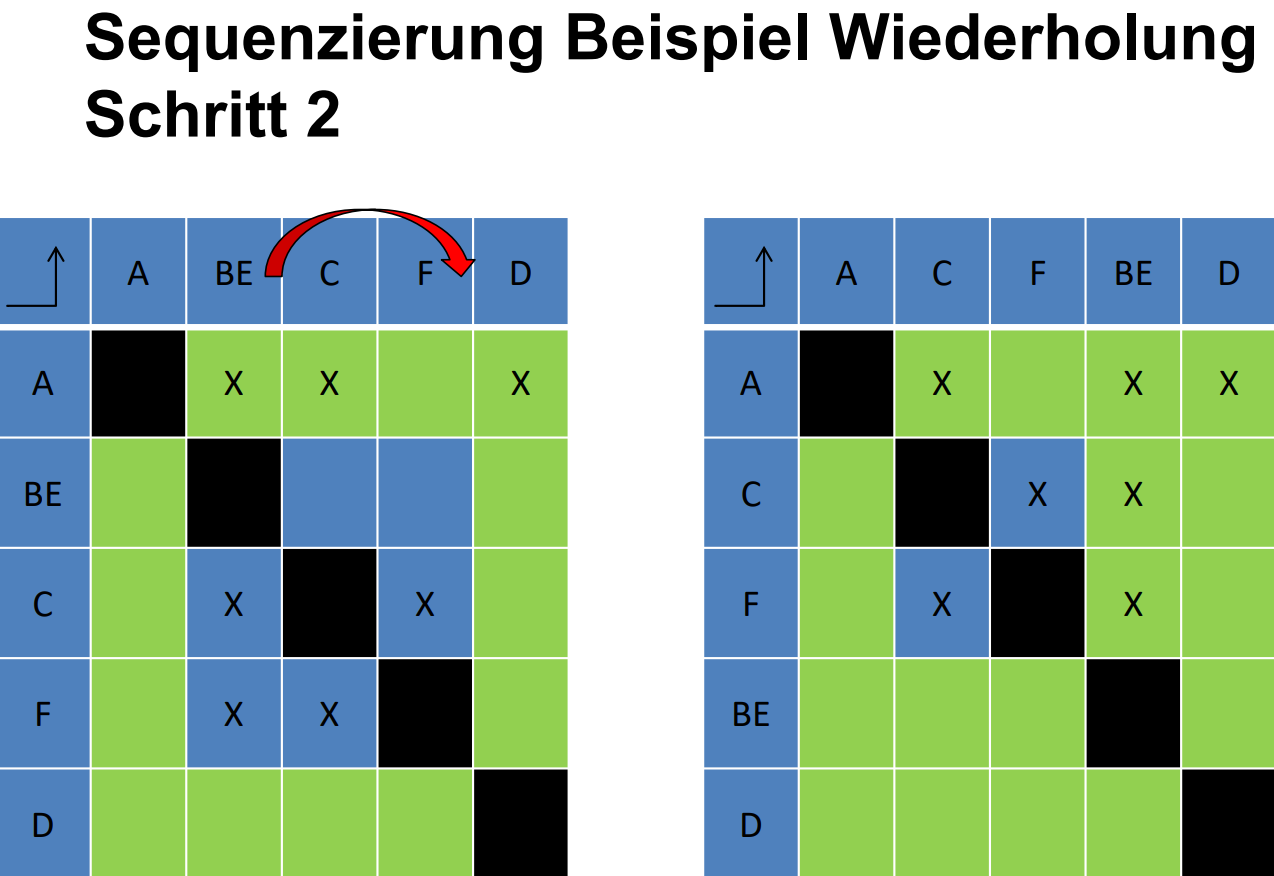 Sequenzierung Beispiel Wiederholung
Schritt 2
A BE C F D
A X X X
BE
C X X
F X X
D
A C F BE D
A X X X
C X X
F X X
BE
D